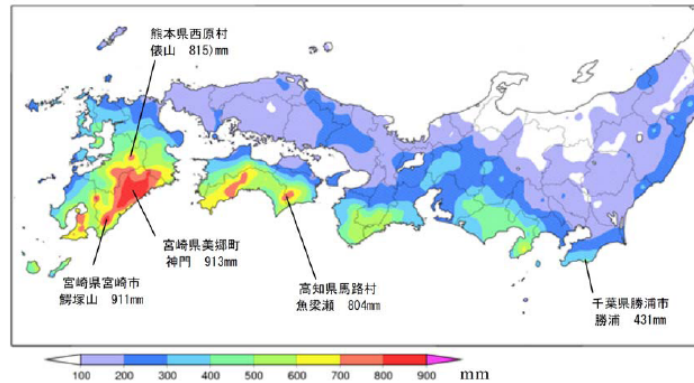 熊本県西原村
俵山 815)mm
宮崎県美郷町
神門 913mm
宮崎県宮崎市
鰐塚山 911mm
高知県馬路村
魚梁瀬 804mm
千葉県勝浦市
勝浦 431mm
100 200 300 400 500 600 700 800 900 mm